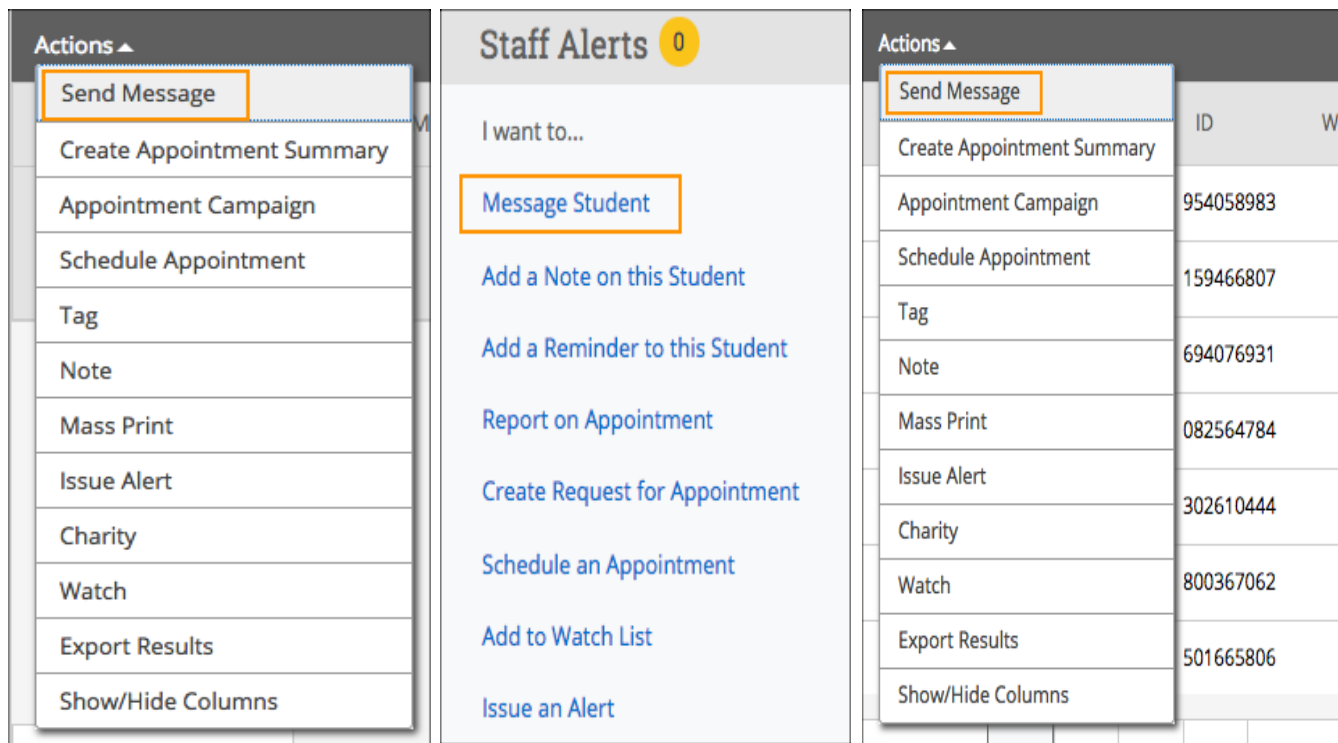 Actions
Send Message
M
Create Appointment Summary
Appointment Campaign
Schedule Appointment
Tag
Note
Mass Print
Issue Alert
Charity
Watch
Export Results
Show/Hide Columns
Staff Alerts 0
I want to...
Message Student
Add a Note on this Student
Add a Reminder to this Student
Report on Appointment
Create Request for Appointment
Schedule an Appointment
Add to Watch List
Issue an Alert
Actions
Send Message
Create Appointment Summary
Appointment Campaign
Schedule Appointment
Tag
Note
Mass Print
Issue Alert
Charity
Watch
Export Results
Show/Hide Columns
ID W
954058983
159466807
694076931
082564784
302610444
800367062
501665806